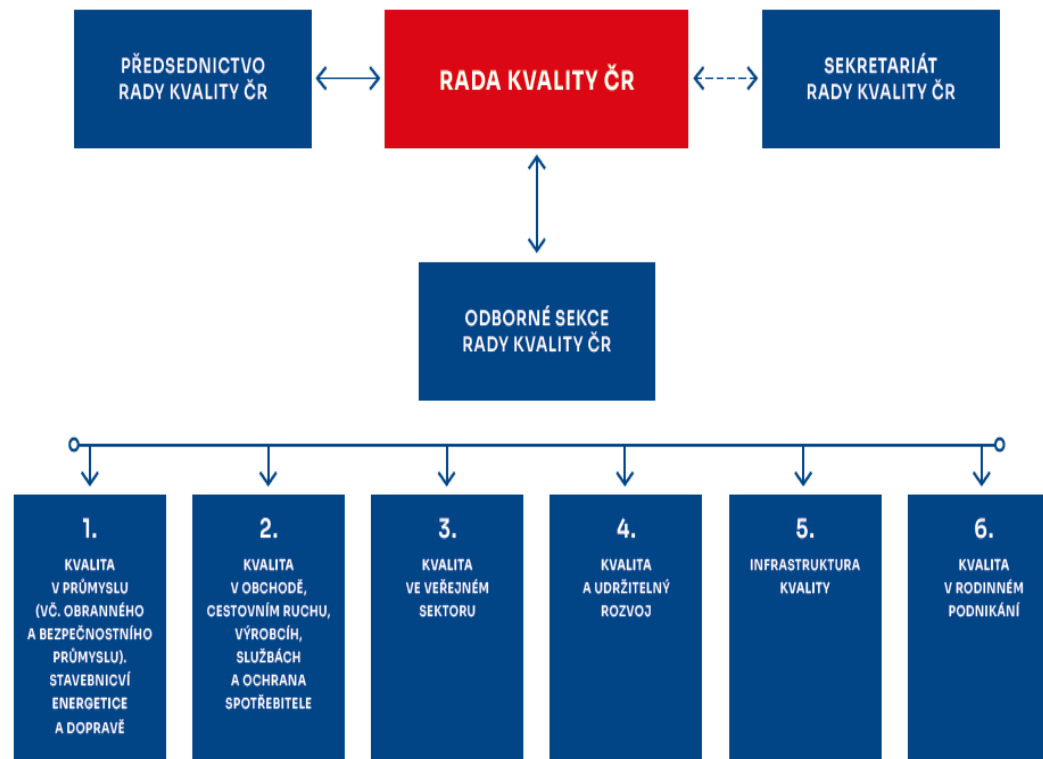 PŘEDSEDNICTVO
RADY KVALITY ČR
RADA KVALITY ČR
SEKRETARIÁT
RADY KVALITY ČR
ODBORNÉ SEKCE
RADY KVALITY ČR
1.
KVALITA
V PRŮMYSLU
(VČ. OBRANNÉHO
A BEZPEČNOSTNÍHO
PRŮMYSLU).
STAVEBNICVÍ
ENERGETICE
A DOPRAVĚ
2.
KVALITA
V OBCHODĚ,
CESTOVNÍM RUCHU,
VÝROBCÍH,
SLUŽBÁCH
A OCHRANA
SPOTŘEBITELE
3.
KVALITA
VE VEŘEJNÉM
SEKTORU
4.
KVALITA
A UDRŽITELNÝ
ROZVOJ
5.
INFRASTRUKTURA
KVALITY
6.
KVALITA
V RODINNÉM
PODNIKÁNÍ